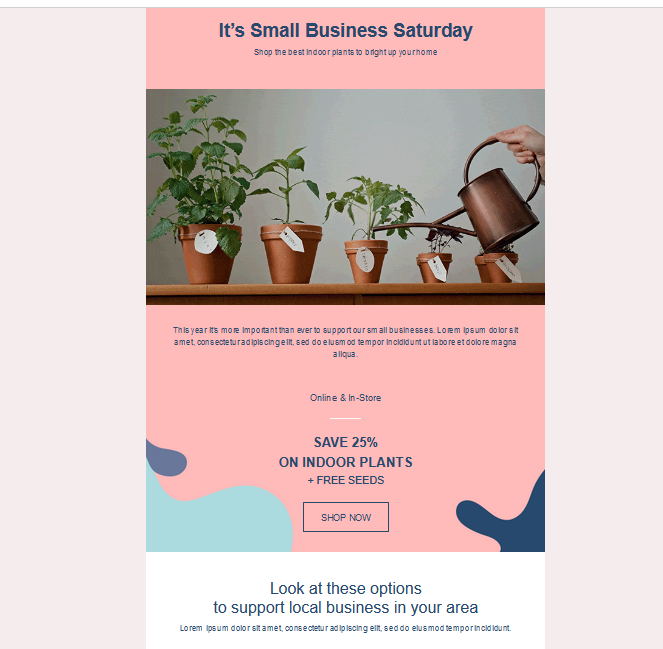 It's Small Business Saturday
Shop the best indoor plants to bright up your home
This year it's more important than ever to support our small businesses. Lorem ipsum dolor sit
amet, consectetur adipiscing elit, sed do eiusmod tempor incididunt ut labore et dolore magna
aliqua.
Online & In-Store
SAVE 25%
ON INDOOR PLANTS
+ FREE SEEDS
SHOP NOW
Look at these options
to support local business in your area
Lorem ipsum dolor sit amet, consectetur adipiscing elit, sed do eiusmod tempor incididunt.